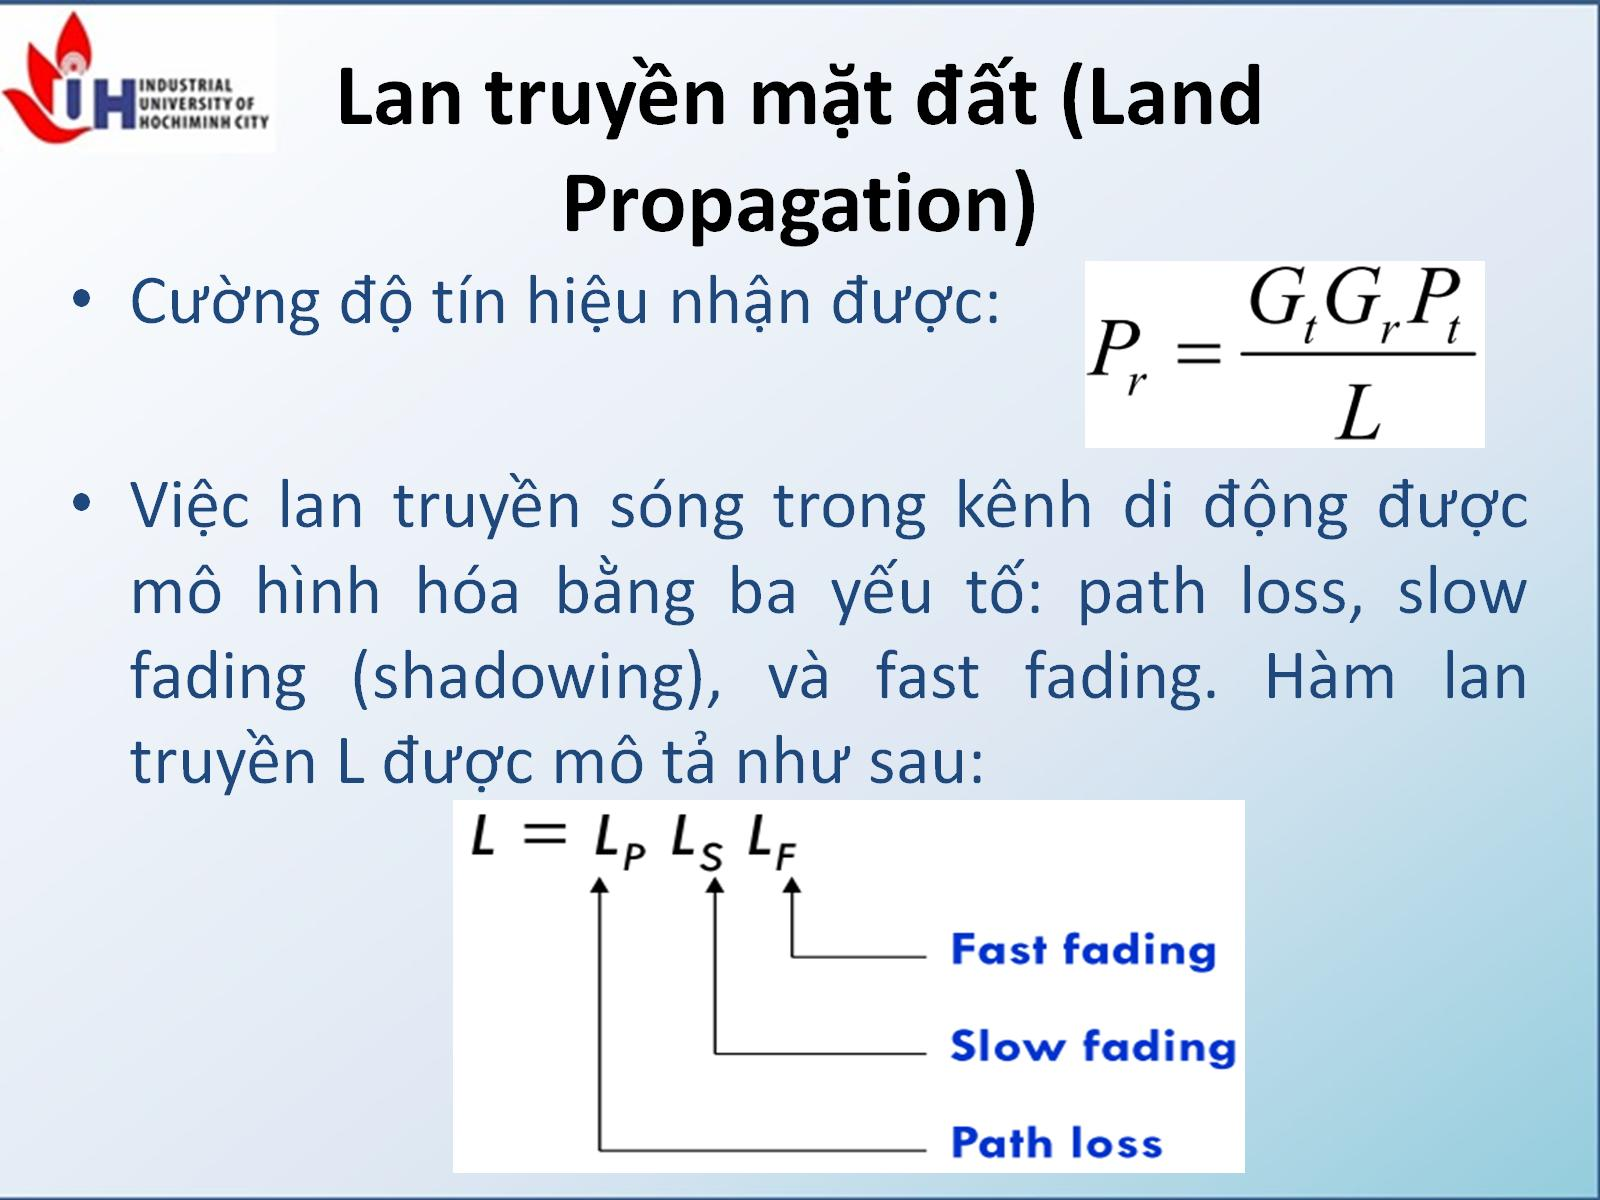 INDUSTRIAL
UNIVERSITY OF
HOCHIMINH CITY
IUH
Lan truyền mặt đất (Land
Propagation)
• Cường độ tín hiệu nhận được:
P_r = G_t G_r P_t / L
• Việc lan truyền sóng trong kênh di động được
mô hình hóa bằng ba yếu tố: path loss, slow
fading (shadowing), và fast fading. Hàm lan
truyền L được mô tả như sau:
L = L_P L_S L_F
Fast fading
Slow fading
Path loss